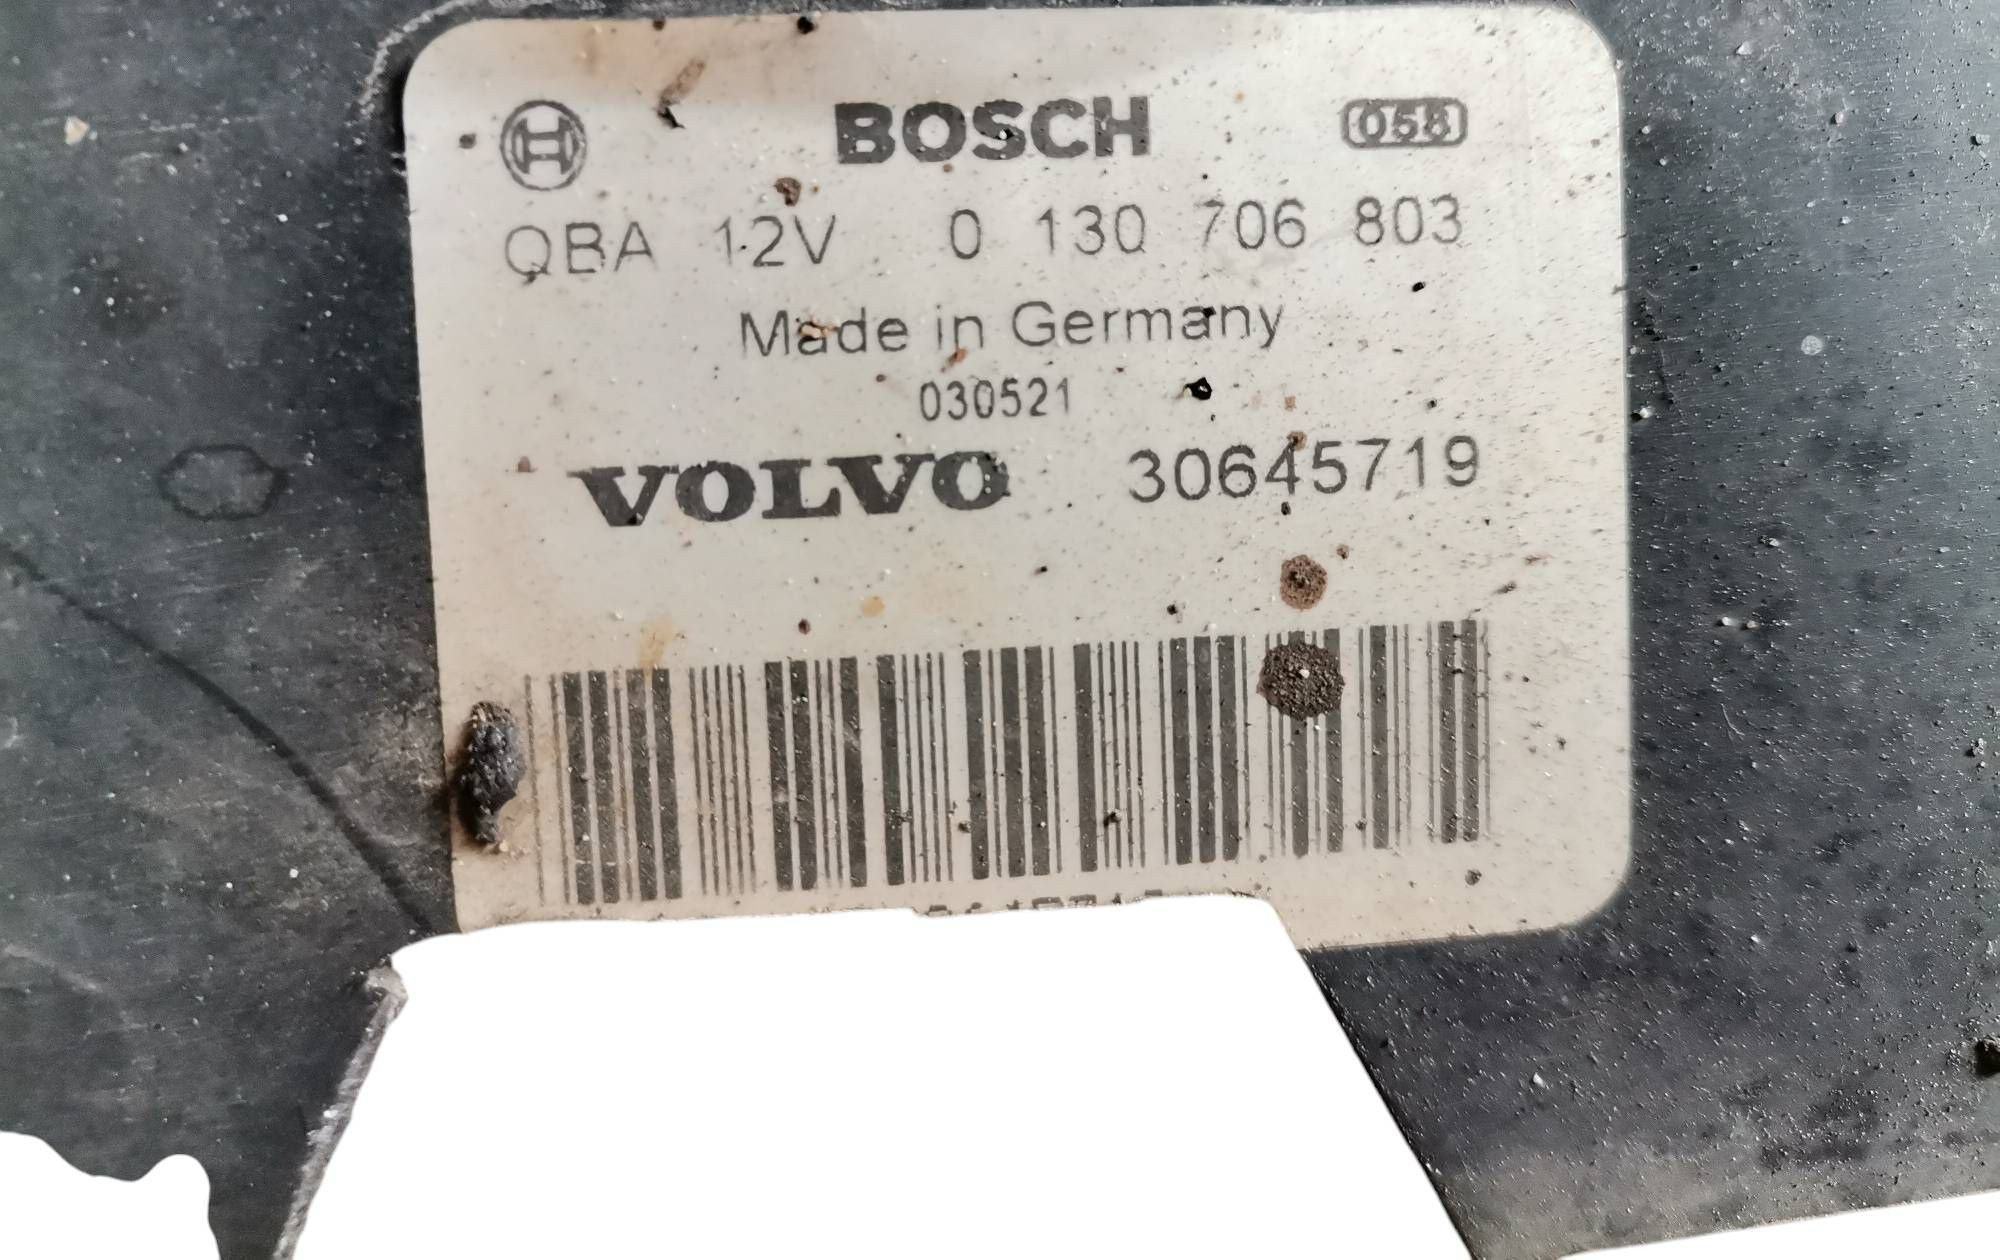 BOSCH 058
QBA 12V 0 130 706 803
Made in Germany
030521
VOLVO 30645719